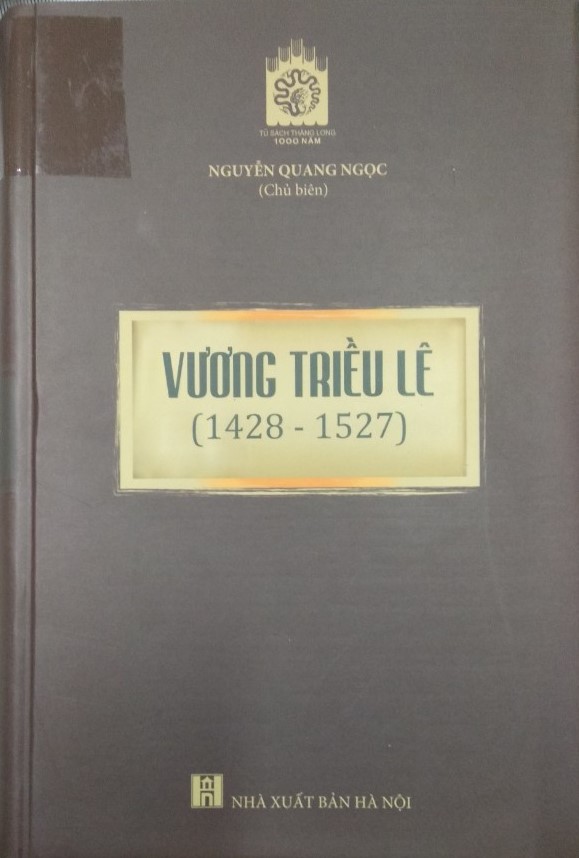 TỦ SÁCH THĂNG LONG
1000 NĂM
NGUYỄN QUANG NGỌC
(Chủ biên)
VƯƠNG TRIỀU LÊ
(1428 - 1527)
NHÀ XUẤT BẢN HÀ NỘI